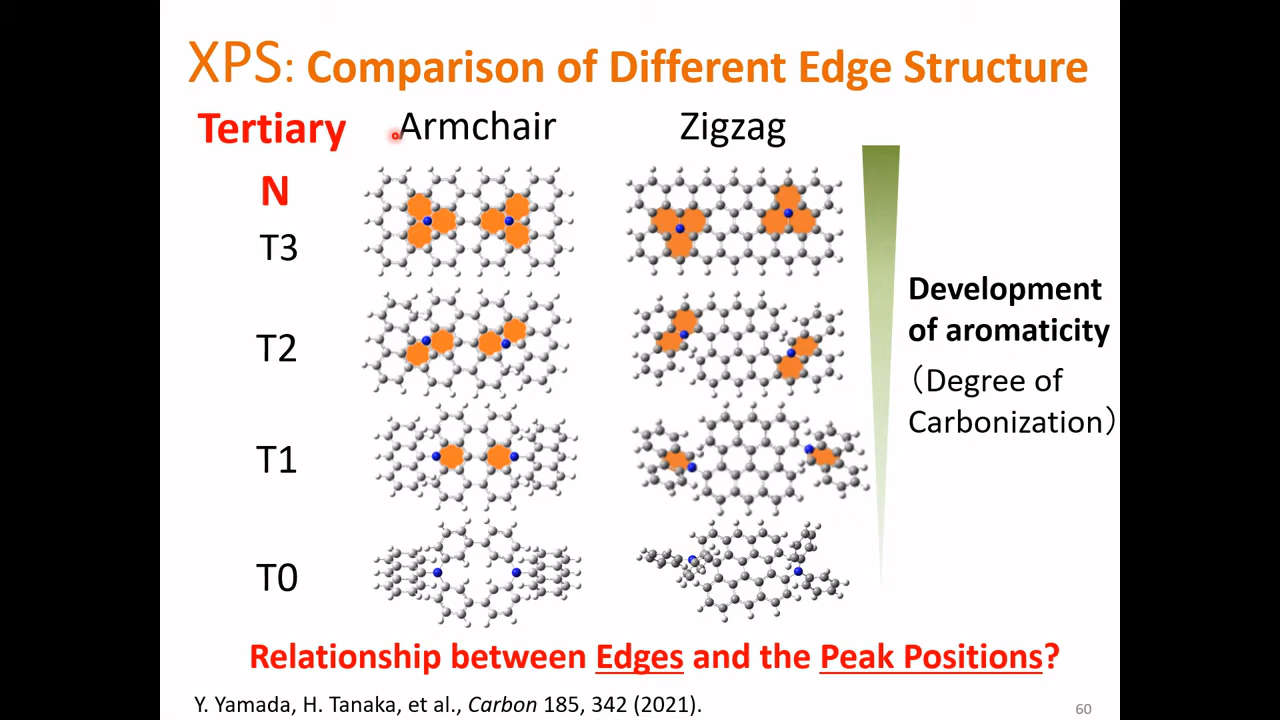 XPS: Comparison of Different Edge Structure
Tertiary
N
Armchair
Zigzag
T3
T2
T1
T0
Development
of aromaticity
（Degree of
Carbonization）
Relationship between Edges and the Peak Positions?
Y. Yamada, H. Tanaka, et al., Carbon 185, 342 (2021).
60